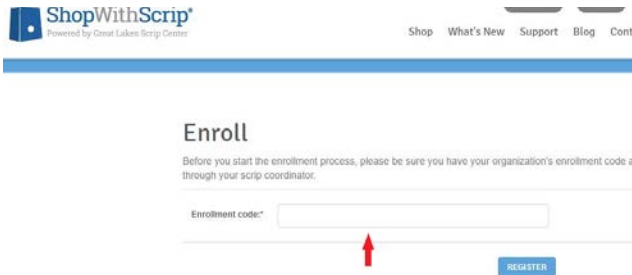 ShopWithScrip®
Powered by Great Lakes Scrip Center
Shop What's New Support Blog
Enroll
Before you start the enrollment process, please be sure you have your organization's enrollment code
through your scrip coordinator.
Enrollment code:*
REGISTER